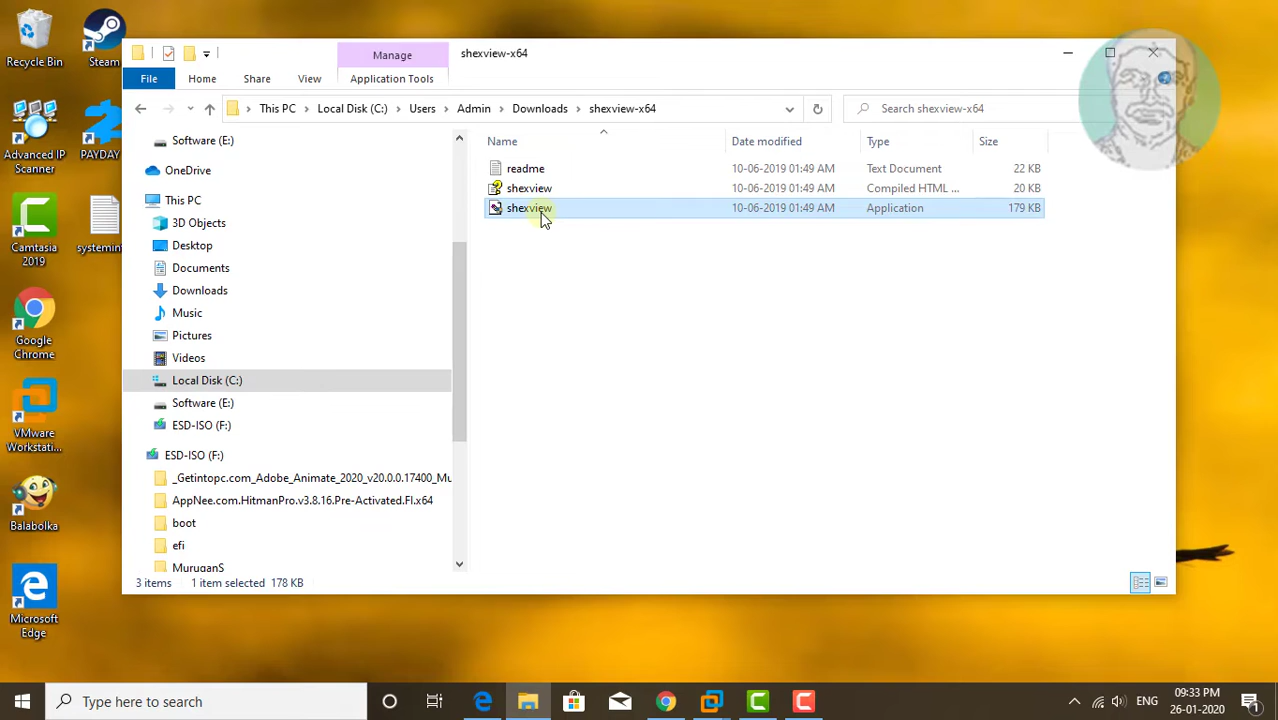 Recycle Bin
Steam
Advanced IP
Scanner
PAYDAY
Camtasia
2019
systemin
Google
Chrome
VMware
Workstati...
Balabolka
Microsoft
Edge
Manage
shexview-x64
File
Home
Share
View
Application Tools
This PC
Local Disk (C:)
Users
Admin
Downloads
shexview-x64
Search shexview-x64
Software (E:)
OneDrive
This PC
3D Objects
Desktop
Documents
Downloads
Music
Pictures
Videos
Local Disk (C:)
Software (E:)
ESD-ISO (F:)
ESD-ISO (F:)
_Getintopc.com_Adobe_Animate_2020_v20.0.0.17400_Mu
AppNee.com.HitmanPro.v3.8.16.Pre-Activated.FI.x64
boot
efi
MuruganS
Name Date modified Type Size
readme 10-06-2019 01:49 AM Text Document 22 KB
shexview 10-06-2019 01:49 AM Compiled HTML ... 20 KB
shexview 10-06-2019 01:49 AM Application 179 KB
3 items 1 item selected 178 KB
Type here to search
ENG
09:33 PM
26-01-2020
1